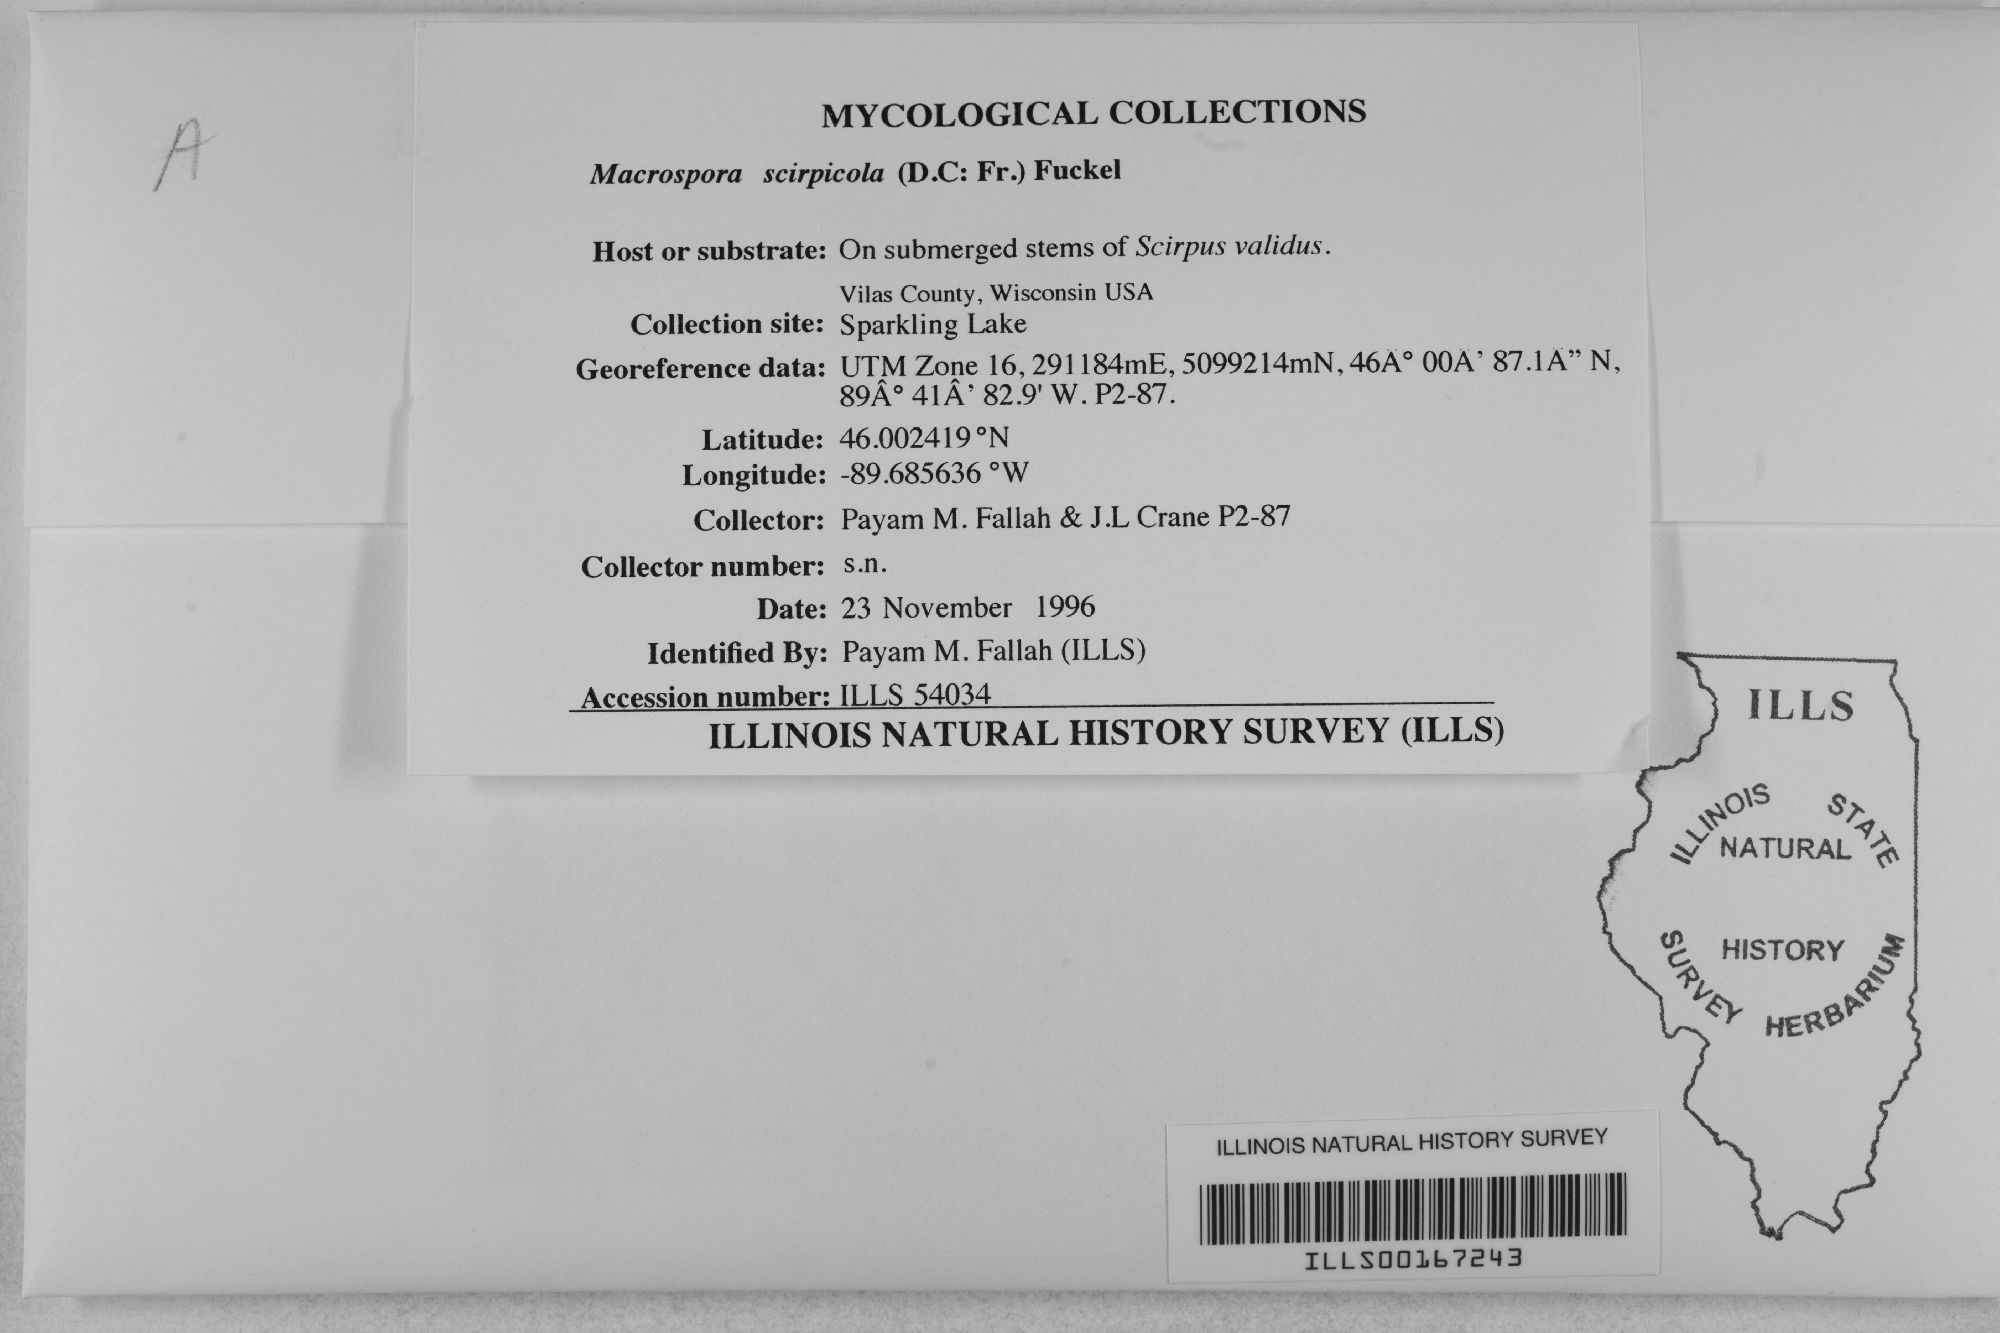 A
MYCOLOGICAL COLLECTIONS
Macrospora scirpicola (D.C: Fr.) Fuckel
Host or substrate: On submerged stems of Scirpus validus.
Vilas County, Wisconsin USA
Collection site: Sparkling Lake
Georeference data: UTM Zone 16, 291184mE, 5099214mN, 46Â° 00Â’ 87.1Â” N,
89Â° 41Â’ 82.9' W. P2-87.
Latitude: 46.002419 °N
Longitude: -89.685636 °W
Collector: Payam M. Fallah & J.L Crane P2-87
Collector number: s.n.
Date: 23 November 1996
Identified By: Payam M. Fallah (ILLS)
Accession number: ILLS 54034
ILLINOIS NATURAL HISTORY SURVEY (ILLS)
ILLS
ILLINOIS STATE
NATURAL
HISTORY
SURVEY HERBARIUM
ILLINOIS NATURAL HISTORY SURVEY
ILLS00167243